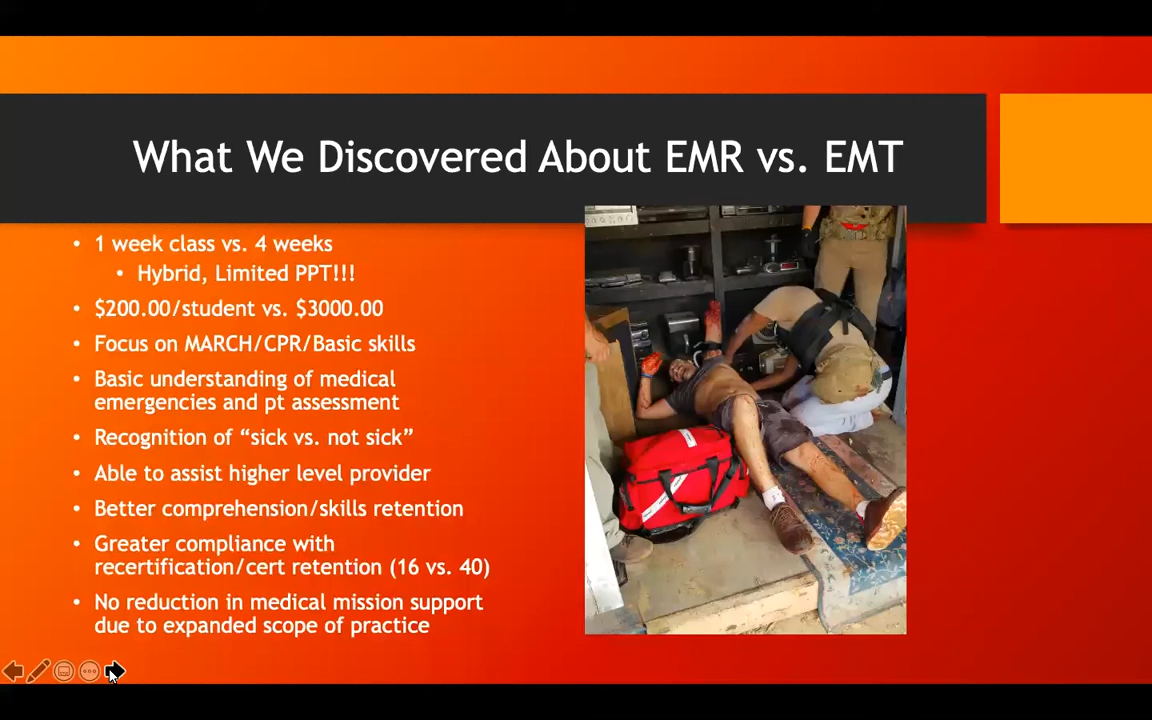 What We Discovered About EMR vs. EMT
• 1 week class vs. 4 weeks
• Hybrid, Limited PPT!!!
• $200.00/student vs. $3000.00
• Focus on MARCH/CPR/Basic skills
• Basic understanding of medical
emergencies and pt assessment
• Recognition of “sick vs. not sick”
• Able to assist higher level provider
• Better comprehension/skills retention
• Greater compliance with
recertification/cert retention (16 vs. 40)
• No reduction in medical mission support
due to expanded scope of practice